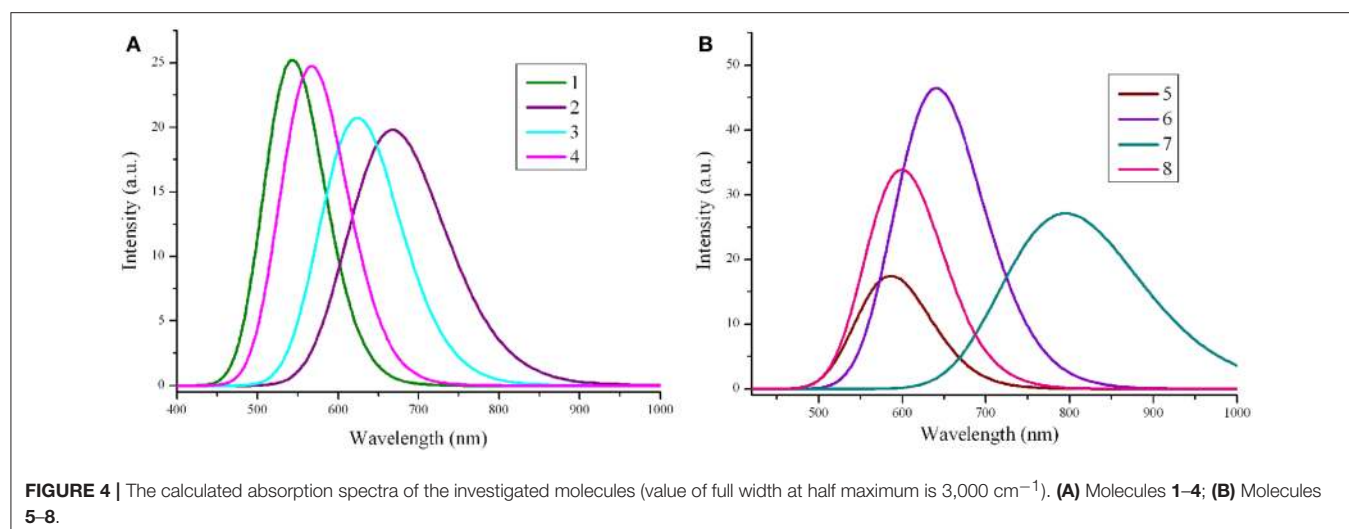 A
25
20
15
10
5
0
Intensity (a.u.)
1
2
3
4
400 500 600 700 800 900 1000
Wavelength (nm)
B
50
40
30
20
10
0
Intensity (a.u.)
5
6
7
8
500 600 700 800 900 1000
Wavelength (nm)
FIGURE 4 | The calculated absorption spectra of the investigated molecules (value of full width at half maximum is 3,000 cm⁻¹). (A) Molecules 1–4; (B) Molecules
5–8.